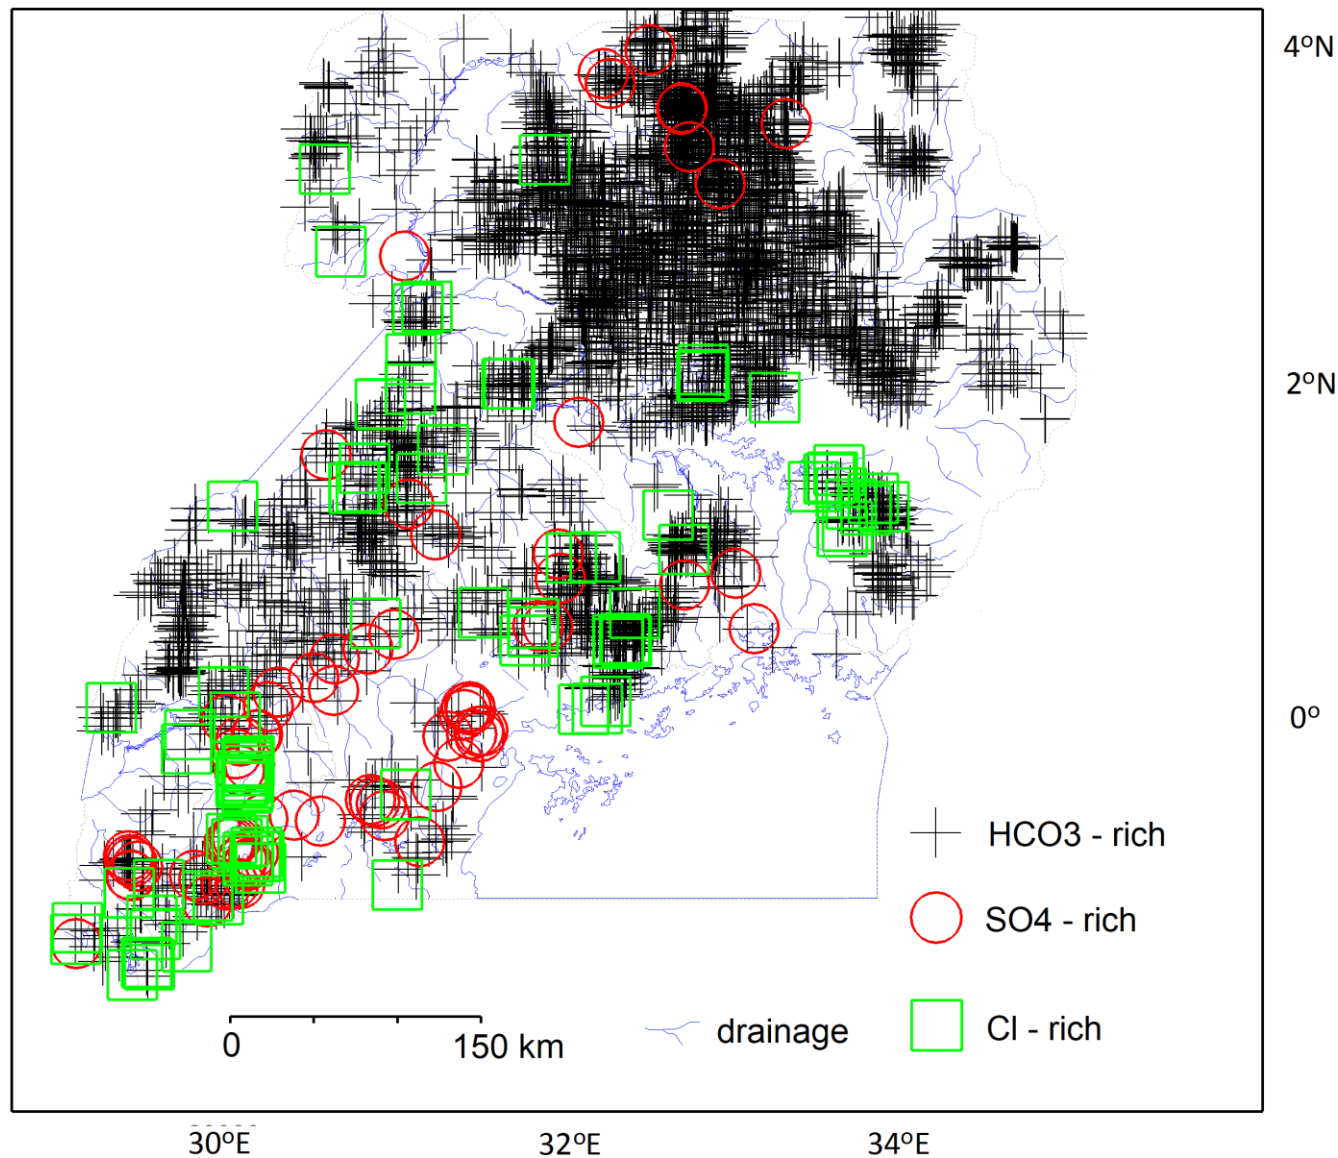 4°N
2°N
0°
HCO3 - rich
SO4 - rich
Cl - rich
drainage
0 150 km
30°E 32°E 34°E